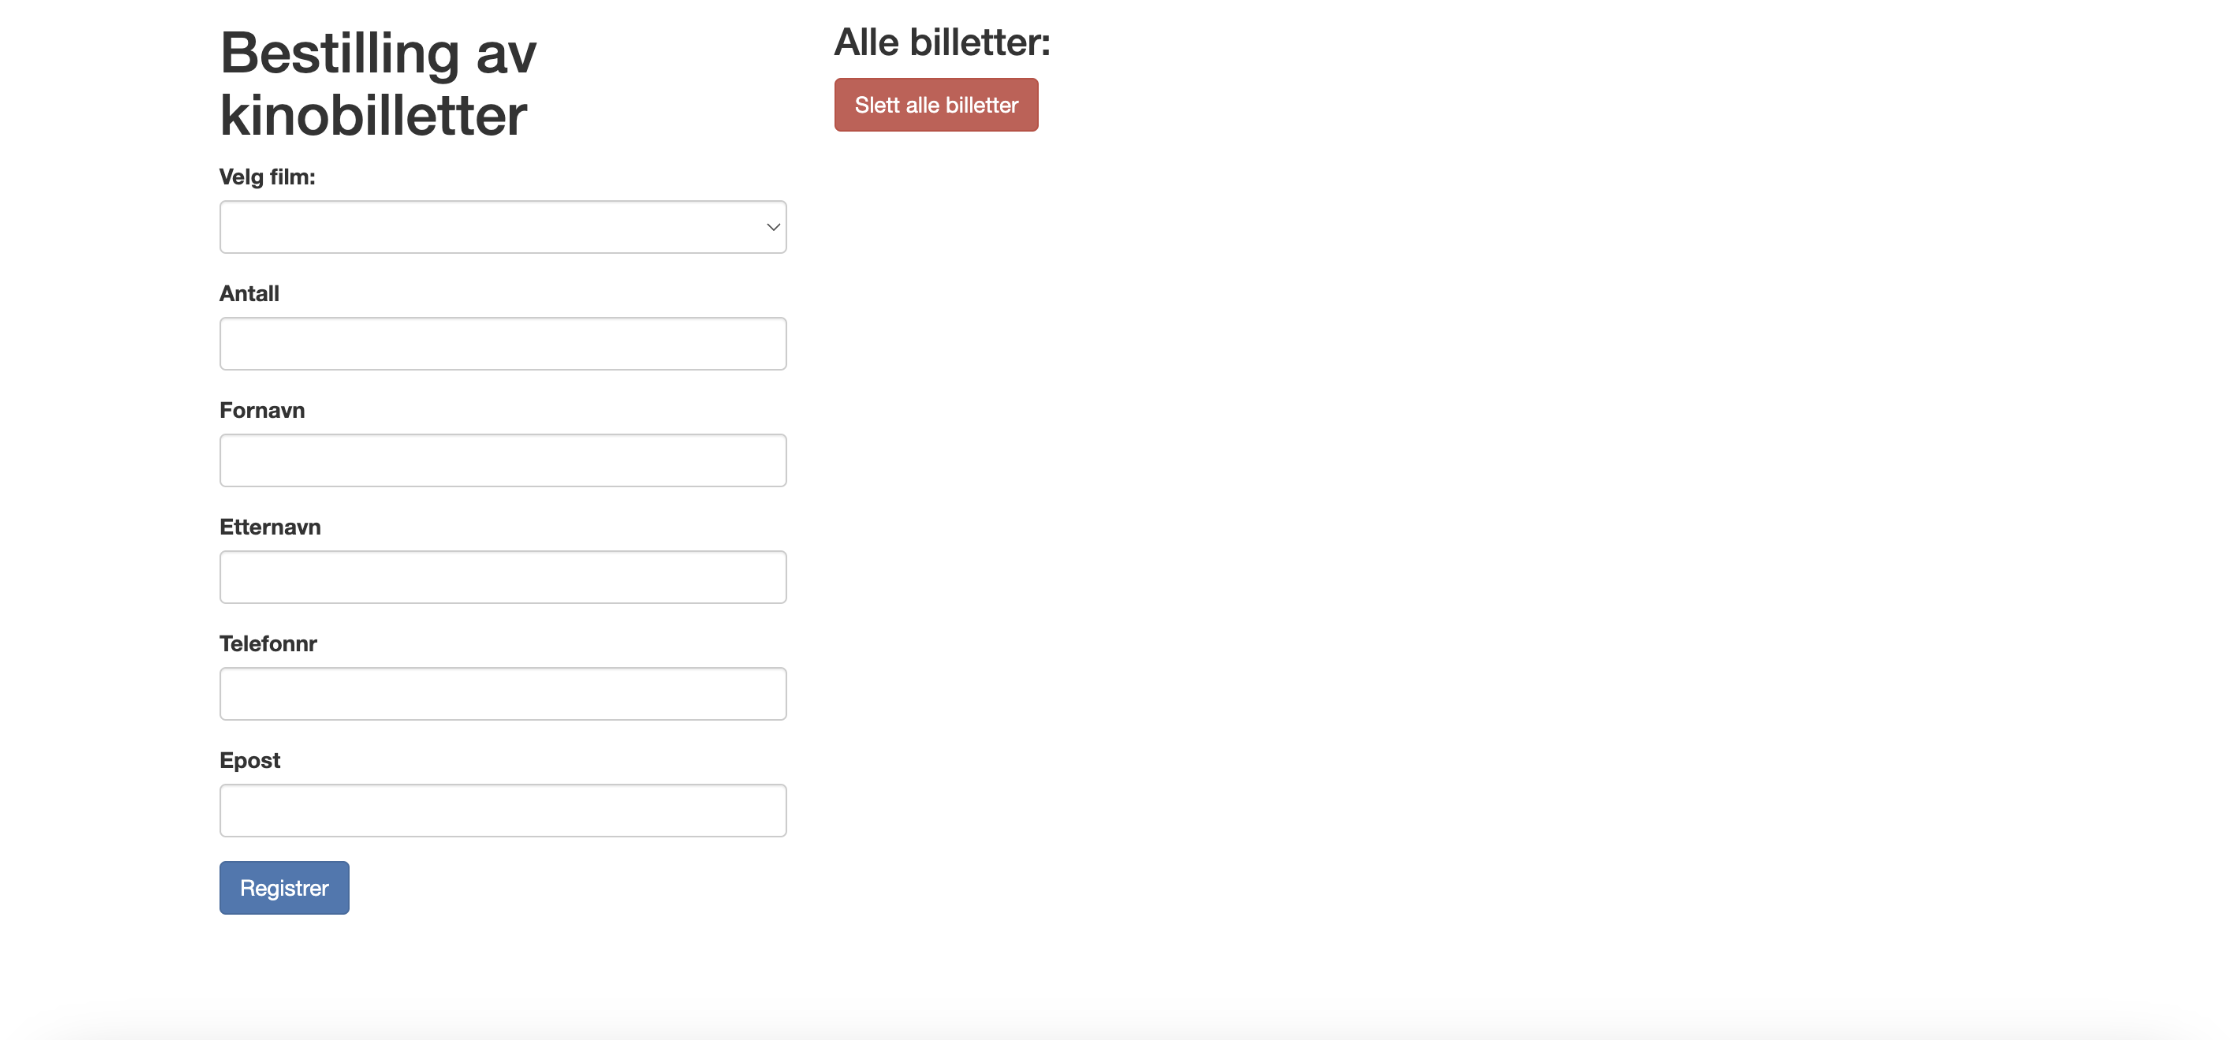 Bestilling av
kinobilletter
Velg film:
Antall
Fornavn
Etternavn
Telefonnr
Epost
Registrer
Alle billetter:
Slett alle billetter